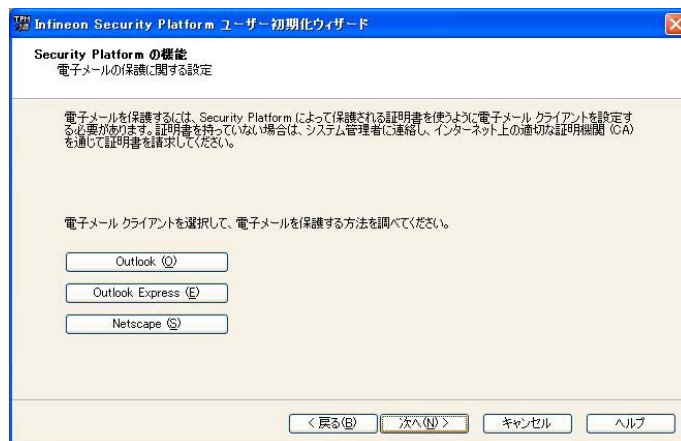 Infineon Security Platform ユーザー初期化ウィザード
Security Platform の機能
電子メールの保護に関する設定
電子メールを保護するには、Security Platform によって保護される証明書を使うように電子メール クライアントを設定す
る必要があります。証明書を持っていない場合は、システム管理者に連絡し、インターネット上の適切な証明機関 (CA)
を通じて証明書を請求してください。
電子メール クライアントを選択して、電子メールを保護する方法を調べてください。
Outlook (O)
Outlook Express (E)
Netscape (S)
< 戻る(B) 次へ(N) > キャンセル ヘルプ